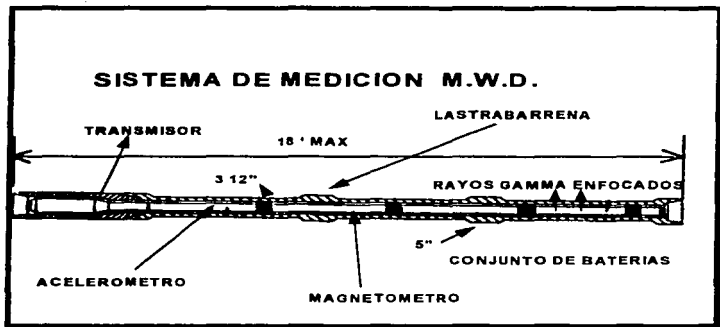 SISTEMA DE MEDICION M.W.D.
LASTRABARRENA
TRANSMISOR
18 ' MAX
3 12"
RAYOS GAMMA ENFOCADOS
5"
CONJUNTO DE BATERIAS
ACELEROMETRO
MAGNETOMETRO